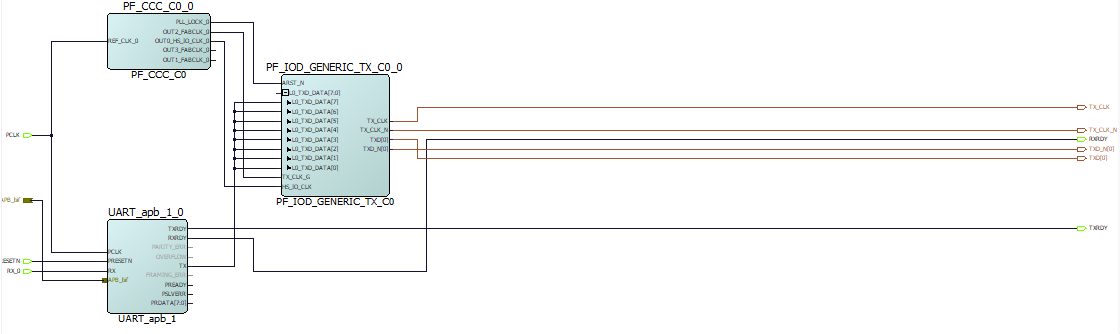 PF_CCC_C0_0
PLL_LOCK_0
OUT2_FABCLK_0
REF_CLK_0
OUT0_HS_IO_CLK_0
OUT3_FABCLK_0
OUT1_FABCLK_0
PF_CCC_C0
PF_IOD_GENERIC_TX_C0_0
ARST_N
L0_TXD_DATA[7:0]
L0_TXD_DATA[7]
L0_TXD_DATA[6]
L0_TXD_DATA[5]
L0_TXD_DATA[4]
L0_TXD_DATA[3]
L0_TXD_DATA[2]
L0_TXD_DATA[1]
L0_TXD_DATA[0]
TX_CLK_G
HS_IO_CLK
TX_CLK
TX_CLK_N
TXD[0]
TXD_N[0]
PF_IOD_GENERIC_TX_C0
TX_CLK
TX_CLK_N
RXRDY
TXD_N[0]
TXD[0]
TXRDY
PCLK
APB_bif
ESETN
RX_0
UART_apb_1_0
TXRDY
RXRDY
PARITY_ERR
OVERFLOW
PCLK
PRESETN
TX
RX
FRAMING_ERR
APB_bif
PREADY
PSLVERR
PRDATA[7:0]
UART_apb_1